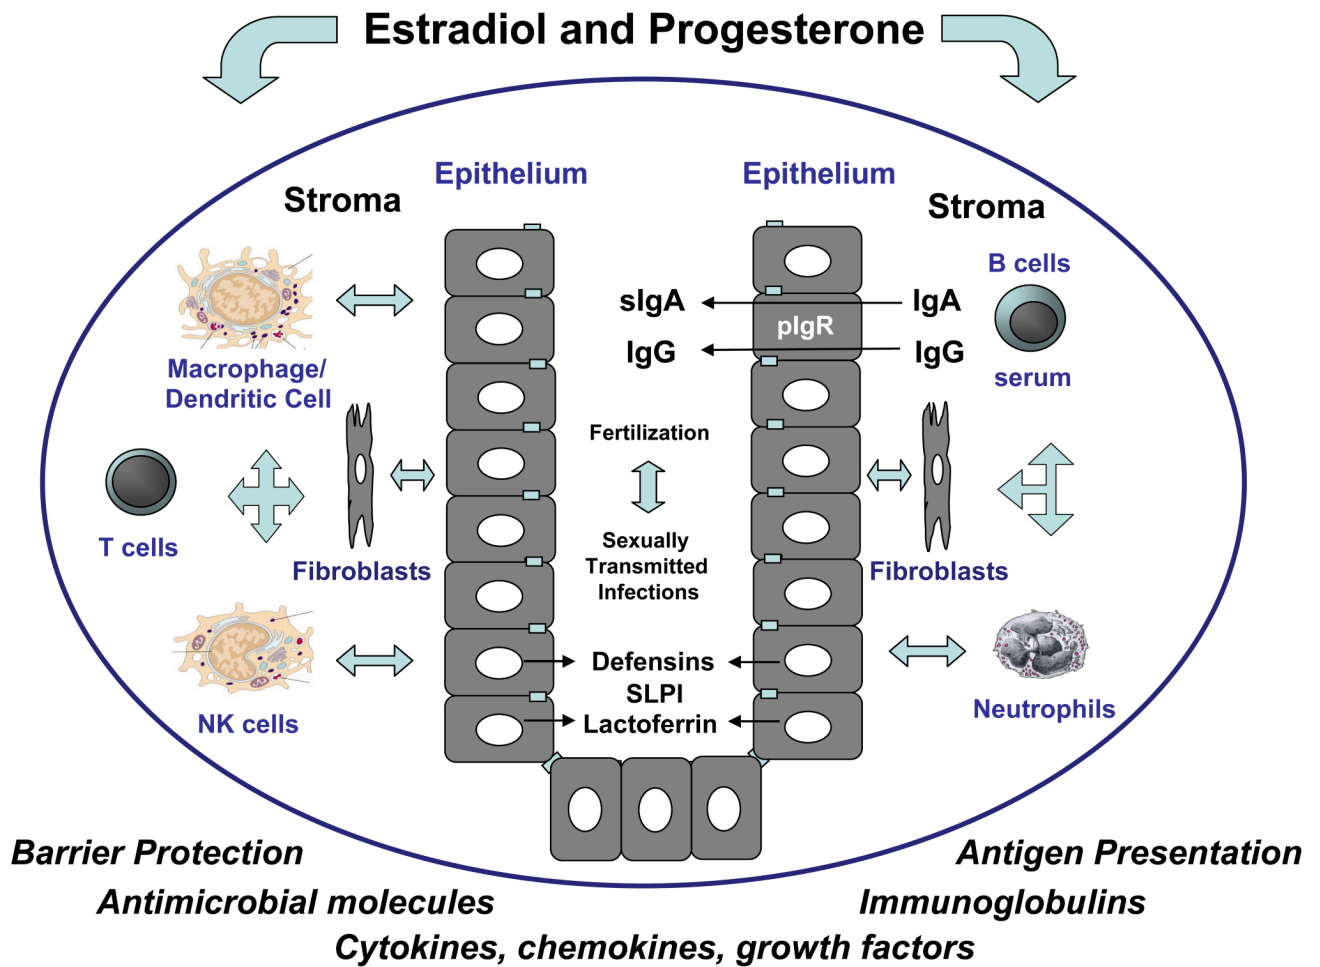 Estradiol and Progesterone
Epithelium
Epithelium
Stroma
Stroma
B cells
sIgA
IgA
pIgR
IgG
IgG
serum
Macrophage/
Dendritic Cell
Fertilization
T cells
Sexually
Transmitted
Infections
Fibroblasts
Fibroblasts
Defensins
SLPI
Lactoferrin
NK cells
Neutrophils
Barrier Protection
Antigen Presentation
Antimicrobial molecules
Immunoglobulins
Cytokines, chemokines, growth factors